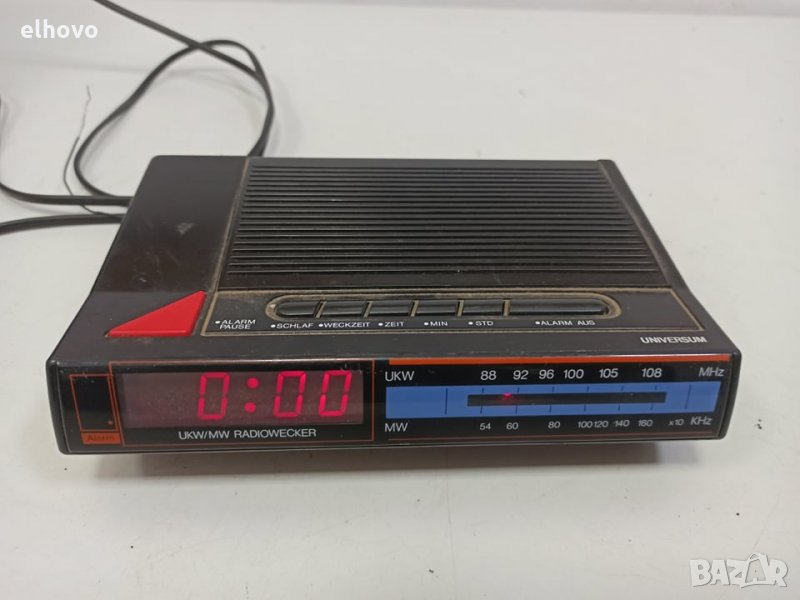 elhovo
• ALARM PAUSE • SCHLAF • WECKZEIT • ZEIT • MIN • STD • ALARM AUS
UNIVERSUM
UKW 88 92 96 100 105 108 MHz
0:00
Alarm
UKW/MW RADIOWECKER
MW 54 60 80 100 120 140 160 x10 KHz
BAZAR